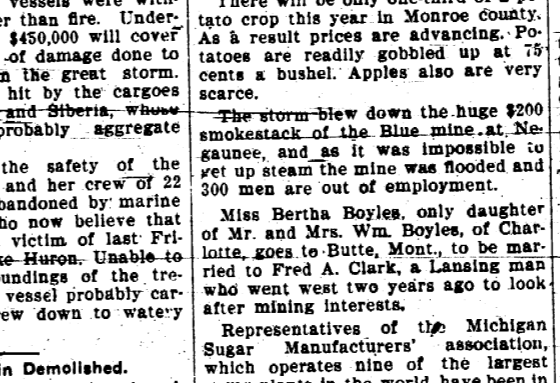 vessels were with-
er than fire. Under-
$450,000 will cover
of damage done to
n the great storm.
hit by the cargoes
and Siberia, whose
probably aggregate
the safety of the
and her crew of 22
bandoned by marine
ho now believe that
victim of last Fri-
ke Huron. Unable to
undings of the tre-
vessel probably car-
ew down to watery
in Demolished.
There will be only one-third of a po-
tato crop this year in Monroe county.
As a result prices are advancing. Po-
tatoes are readily gobbled up at 75
cents a bushel. Apples also are very
scarce.
The storm blew down the huge $200
smokestack of the Blue mine at Ne-
gaunee, and as it was impossible to
get up steam the mine was flooded and
300 men are out of employment.
Miss Bertha Boyles, only daughter
of Mr. and Mrs. Wm. Boyles, of Char-
lotte, goes to Butte, Mont., to be mar-
ried to Fred A. Clark, a Lansing man
who went west two years ago to look
after mining interests.
Representatives of the Michigan
Sugar Manufacturers' association,
which operates nine of the largest
plants in the world have been in